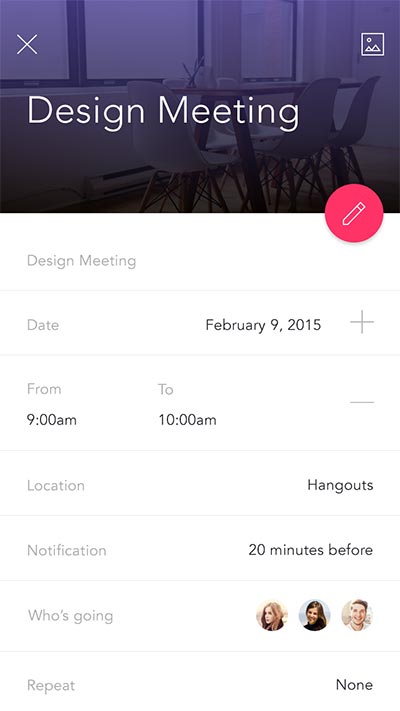 Design Meeting
Design Meeting
Date February 9, 2015
From To
9:00am 10:00am
Location Hangouts
Notification 20 minutes before
Who's going
Repeat None